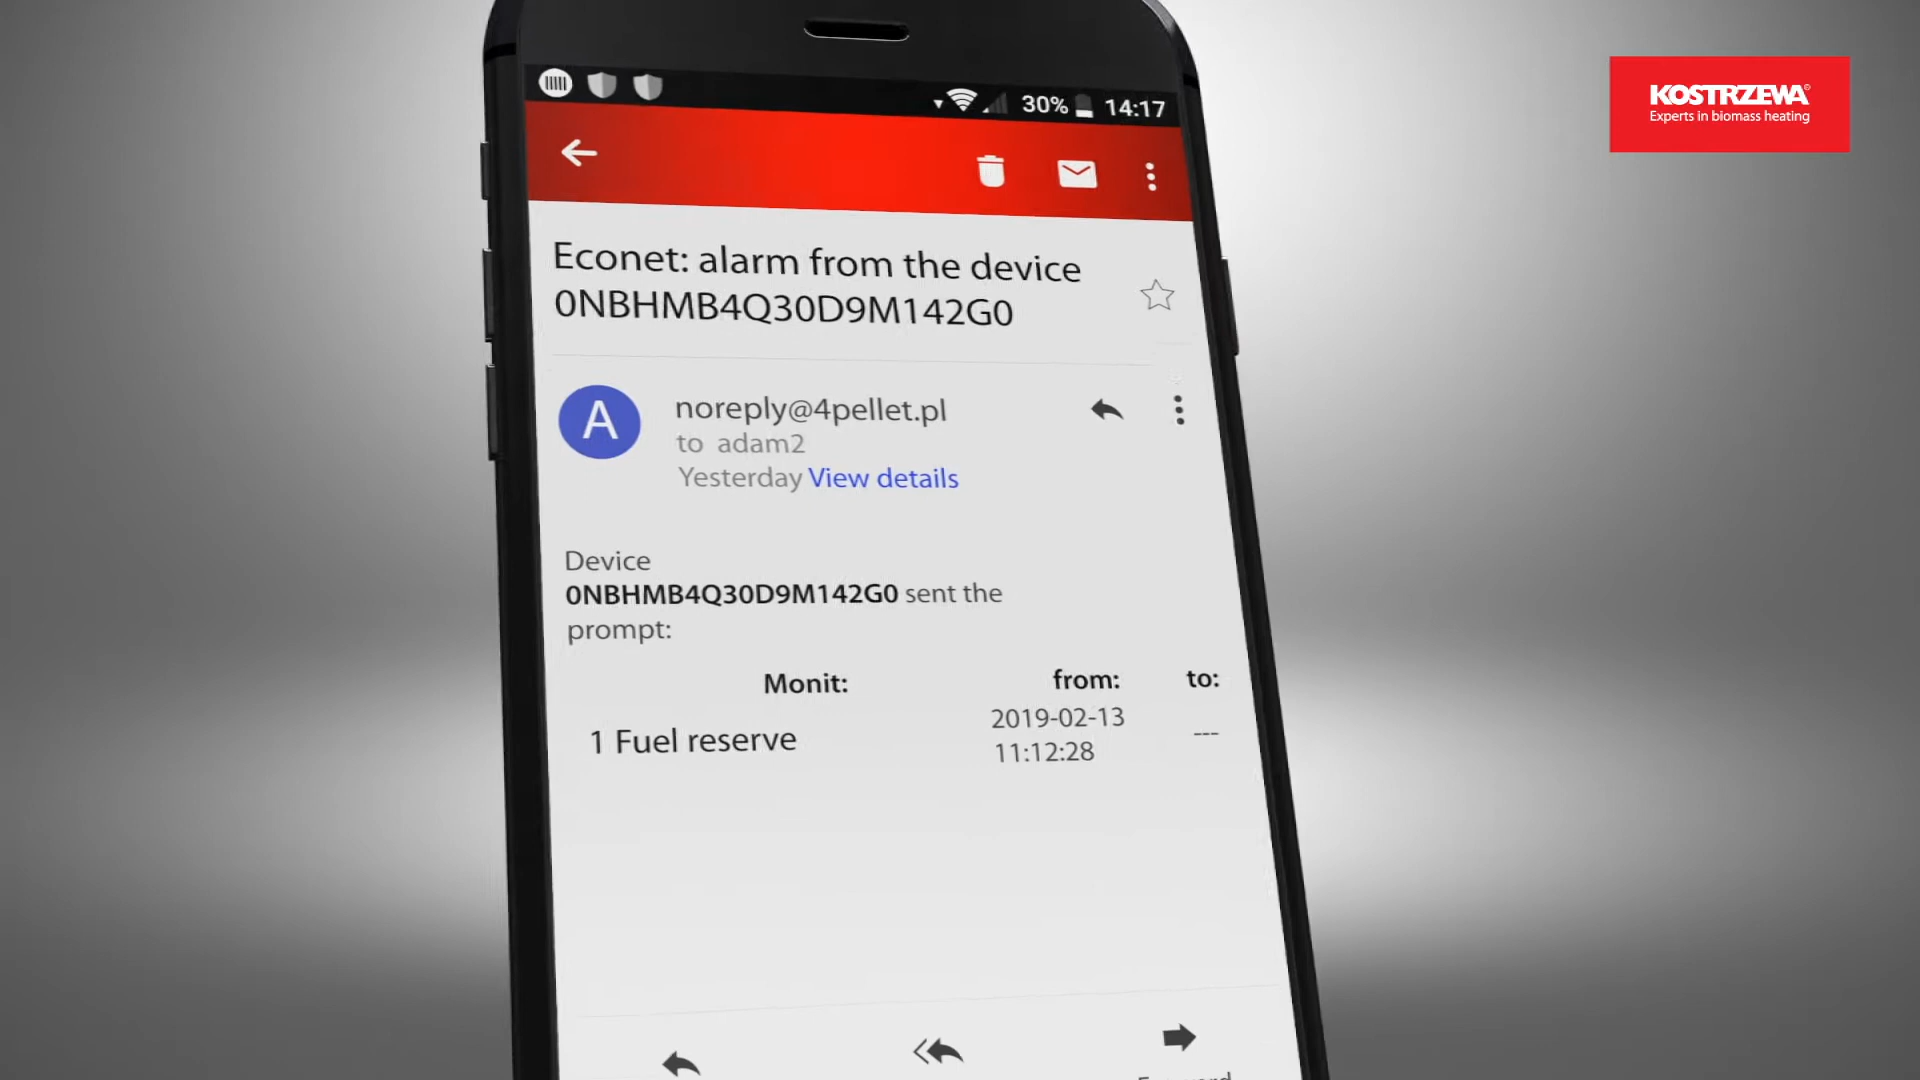 KOSTRZEWA®
Experts in biomass heating
30% 14:17
Econet: alarm from the device
0NBHMB4Q30D9M142G0
A
noreply@4pellet.pl
to adam2
Yesterday View details
Device
0NBHMB4Q30D9M142G0 sent the
prompt:
Monit: from: to:
1 Fuel reserve 2019-02-13 ---
11:12:28